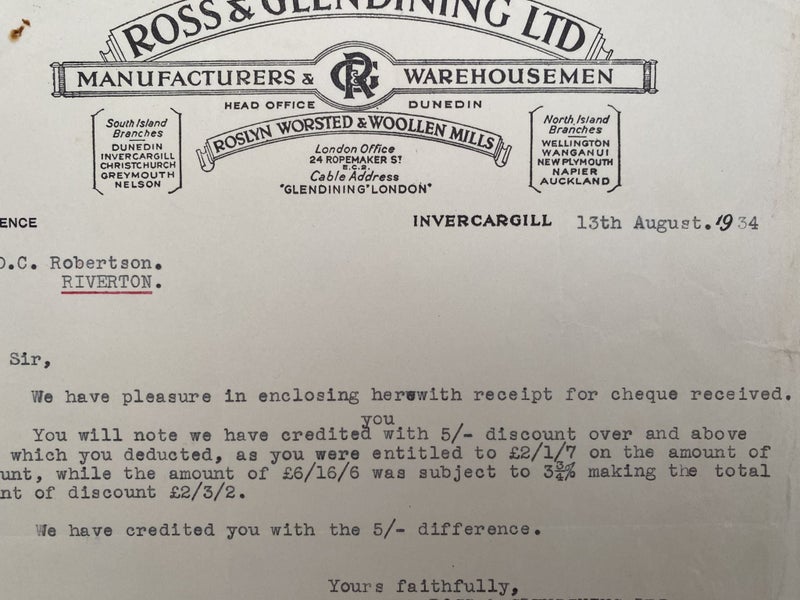 ROSS & GLENDINING LTD
MANUFACTURERS & RG WAREHOUSEMEN
HEAD OFFICE DUNEDIN
ROSLYN WORSTED & WOOLLEN MILLS
South Island
Branches
DUNEDIN
INVERCARGILL
CHRISTCHURCH
GREYMOUTH
NELSON
London Office
24 ROPEMAKER ST
E.C.2.
Cable Address
"GLENDINING" LONDON"
North Island
Branches
WELLINGTON
WANGANUI
NEW PLYMOUTH
NAPIER
AUCKLAND
ENCE
INVERCARGILL 13th August. 1934
D.C. Robertson.
RIVERTON.
Sir,
We have pleasure in enclosing herewith receipt for cheque received.
you
You will note we have credited with 5/- discount over and above
which you deducted, as you were entitled to £2/1/7 on the amount of
unt, while the amount of £6/16/6 was subject to 3¾% making the total
nt of discount £2/3/2.
We have credited you with the 5/- difference.
Yours faithfully,